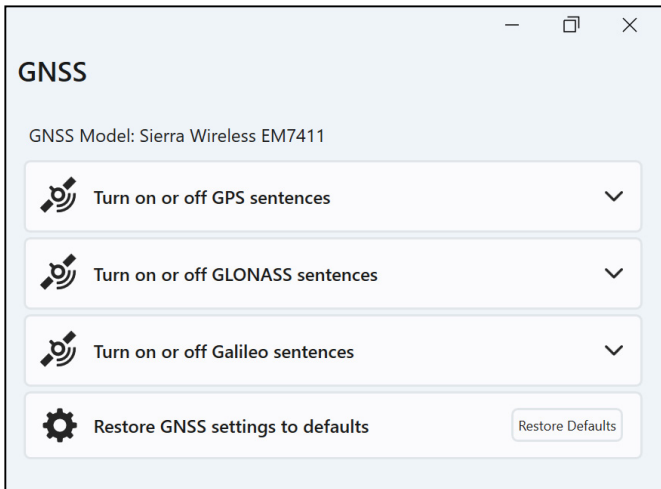 GNSS
GNSS Model: Sierra Wireless EM7411
Turn on or off GPS sentences
Turn on or off GLONASS sentences
Turn on or off Galileo sentences
Restore GNSS settings to defaults Restore Defaults